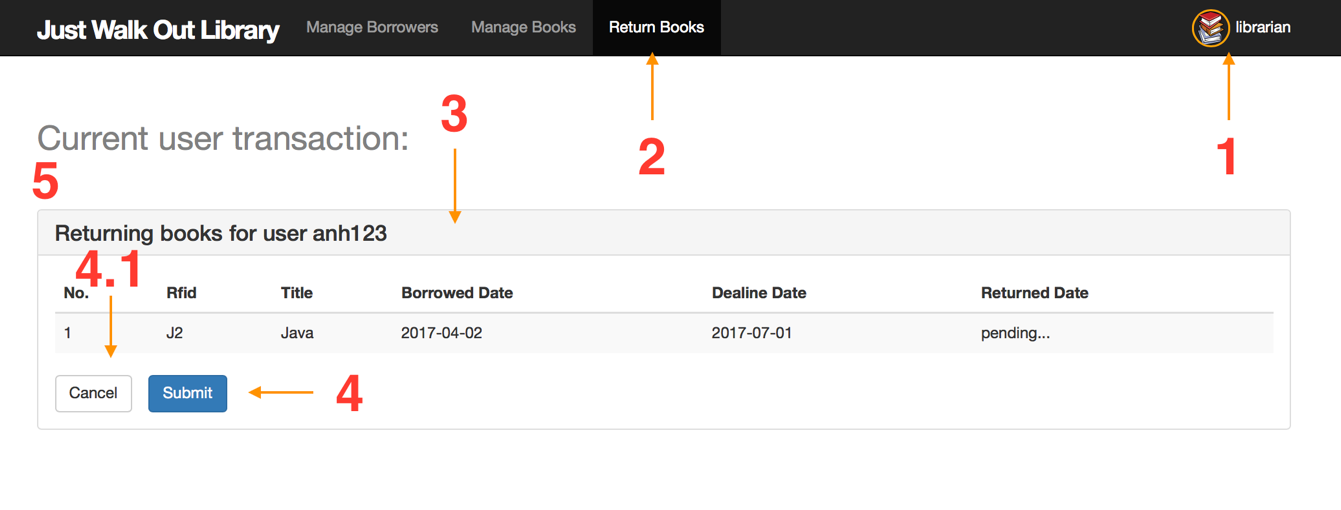 Just Walk Out Library Manage Borrowers Manage Books Return Books librarian
3
Current user transaction:
2
1
5
Returning books for user anh123
4.1
No. Rfid Title Borrowed Date Dealine Date Returned Date
1 J2 Java 2017-04-02 2017-07-01 pending...
Cancel Submit 4